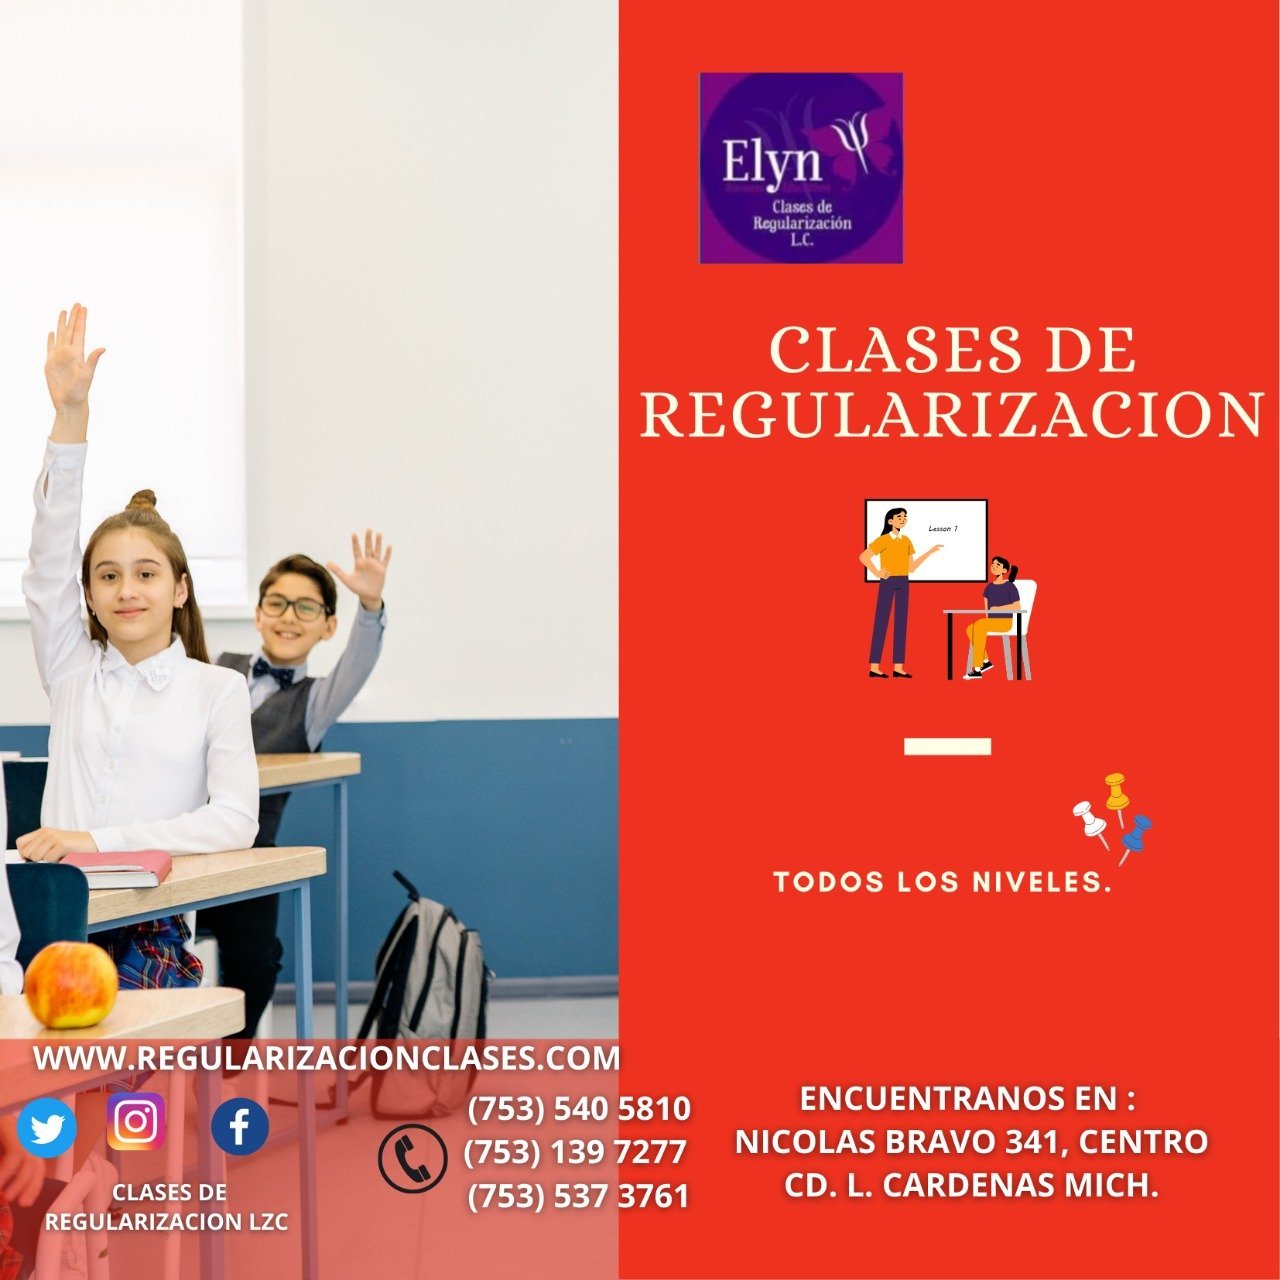 Elyn
Clases de
Regularización
L.C.
CLASES DE
REGULARIZACION
Lesson 1
TODOS LOS NIVELES.
WWW.REGULARIZACIONCLASES.COM
CLASES DE
REGULARIZACION LZC
(753) 540 5810
(753) 139 7277
(753) 537 3761
ENCUENTRANOS EN :
NICOLAS BRAVO 341, CENTRO
CD. L. CARDENAS MICH.